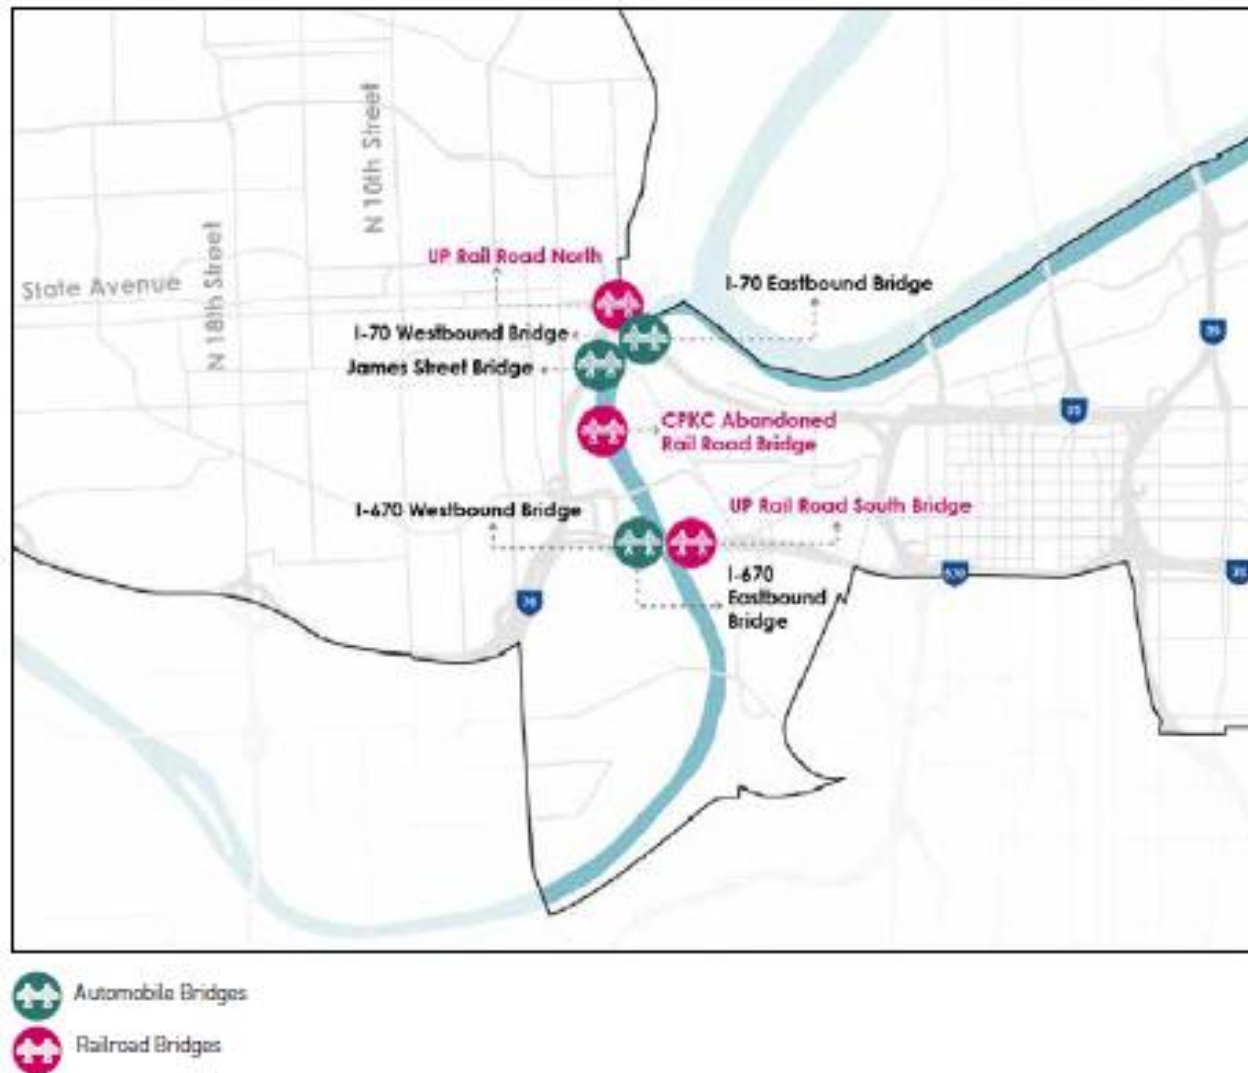 N 10th Street
N 18th Street
State Avenue
UP Rail Road North
I-70 Eastbound Bridge
I-70 Westbound Bridge
James Street Bridge
CPKC Abandoned
Rail Road Bridge
I-670 Westbound Bridge
UP Rail Road South Bridge
I-670
Eastbound
Bridge
70
670
Automobile Bridges
Railroad Bridges